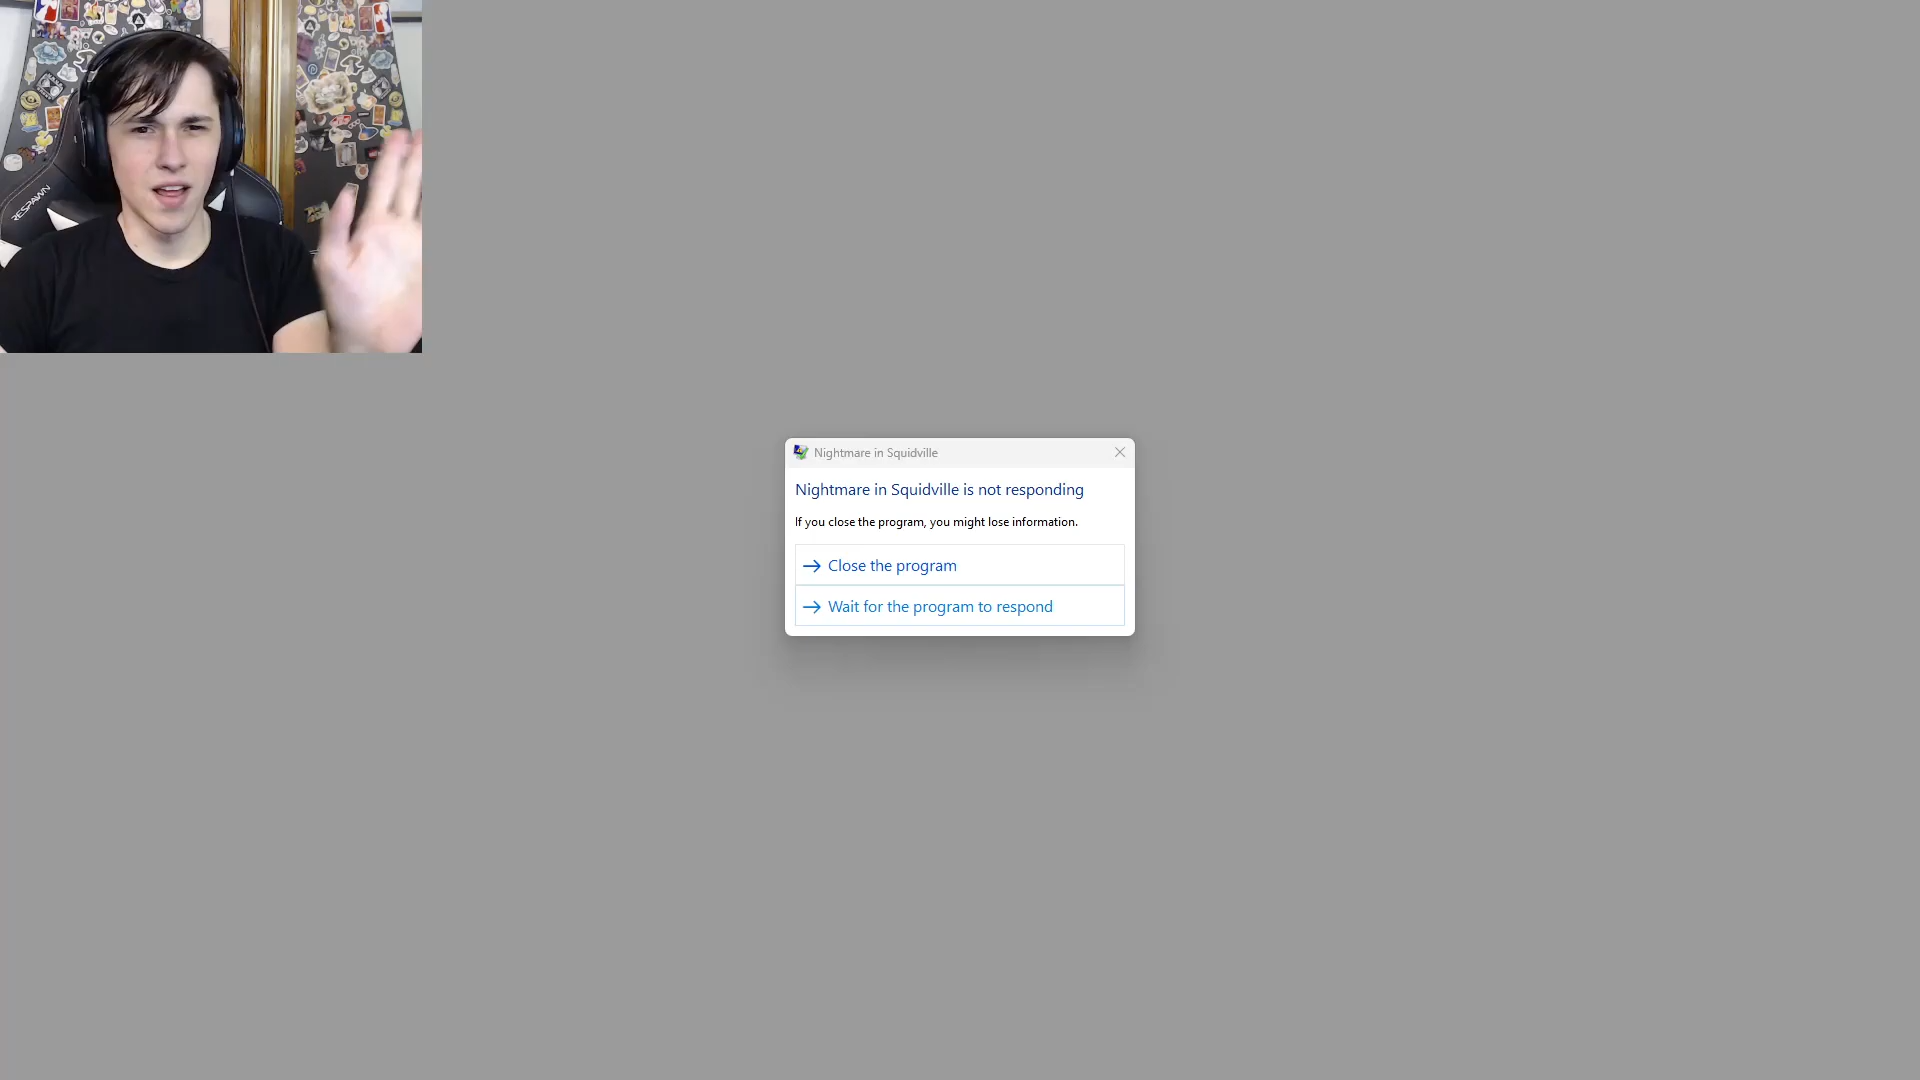 RESPAWN
Nightmare in Squidville
Nightmare in Squidville is not responding
If you close the program, you might lose information.
Close the program
Wait for the program to respond